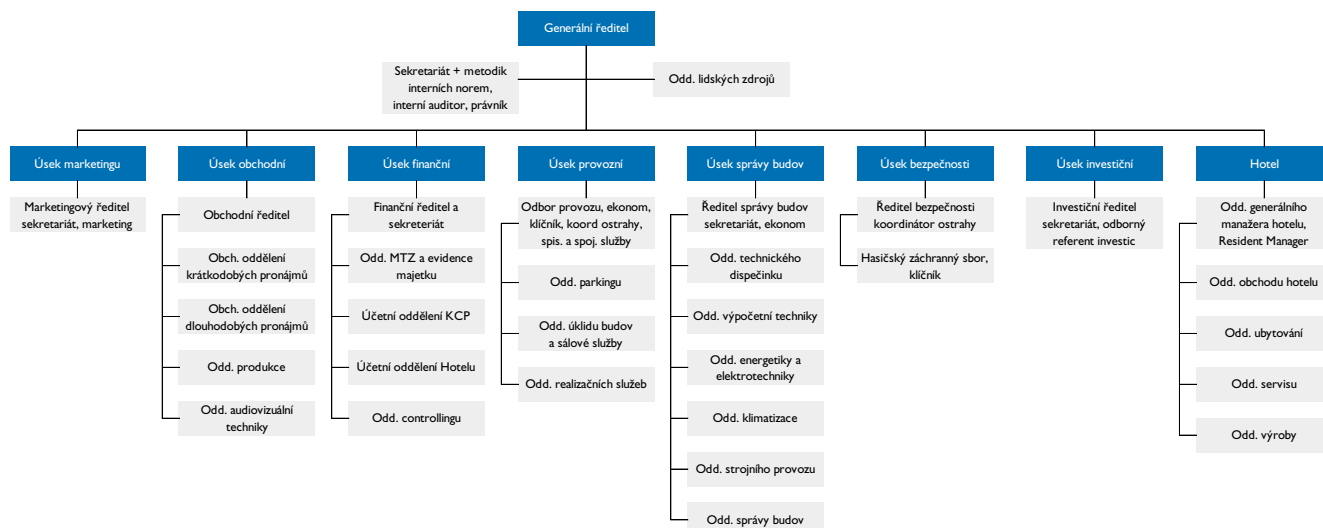 Generální ředitel
Sekretariát + metodik
interních norem,
interní auditor, právník
Odd. lidských zdrojů
Úsek marketingu
Marketingový ředitel
sekretariát, marketing
Úsek obchodní
Obchodní ředitel
Obch. oddělení
krátkodobých pronájmů
Obch. oddělení
dlouhodobých pronájmů
Odd. produkce
Odd. audiovizuální
techniky
Úsek finanční
Finanční ředitel a
sekreteriát
Odd. MTZ a evidence
majetku
Účetní oddělení KCP
Účetní oddělení Hotelu
Odd. controllingu
Úsek provozní
Odbor provozu, ekonom,
klíčník, koord ostrahy,
spis. a spoj. služby
Odd. parkingu
Odd. úklidu budov
a sálové služby
Odd. realizačních služeb
Úsek správy budov
Ředitel správy budov
sekretariát, ekonom
Odd. technického
dispečinku
Odd. výpočetní techniky
Odd. energetiky a
elektrotechniky
Odd. klimatizace
Odd. strojního provozu
Odd. správy budov
Úsek bezpečnosti
Ředitel bezpečnosti
koordinátor ostrahy
Hasičský záchranný sbor,
klíčník
Úsek investiční
Investiční ředitel
sekretariát, odborný
referent investic
Hotel
Odd. generálního
manažera hotelu,
Resident Manager
Odd. obchodu hotelu
Odd. ubytování
Odd. servisu
Odd. výroby